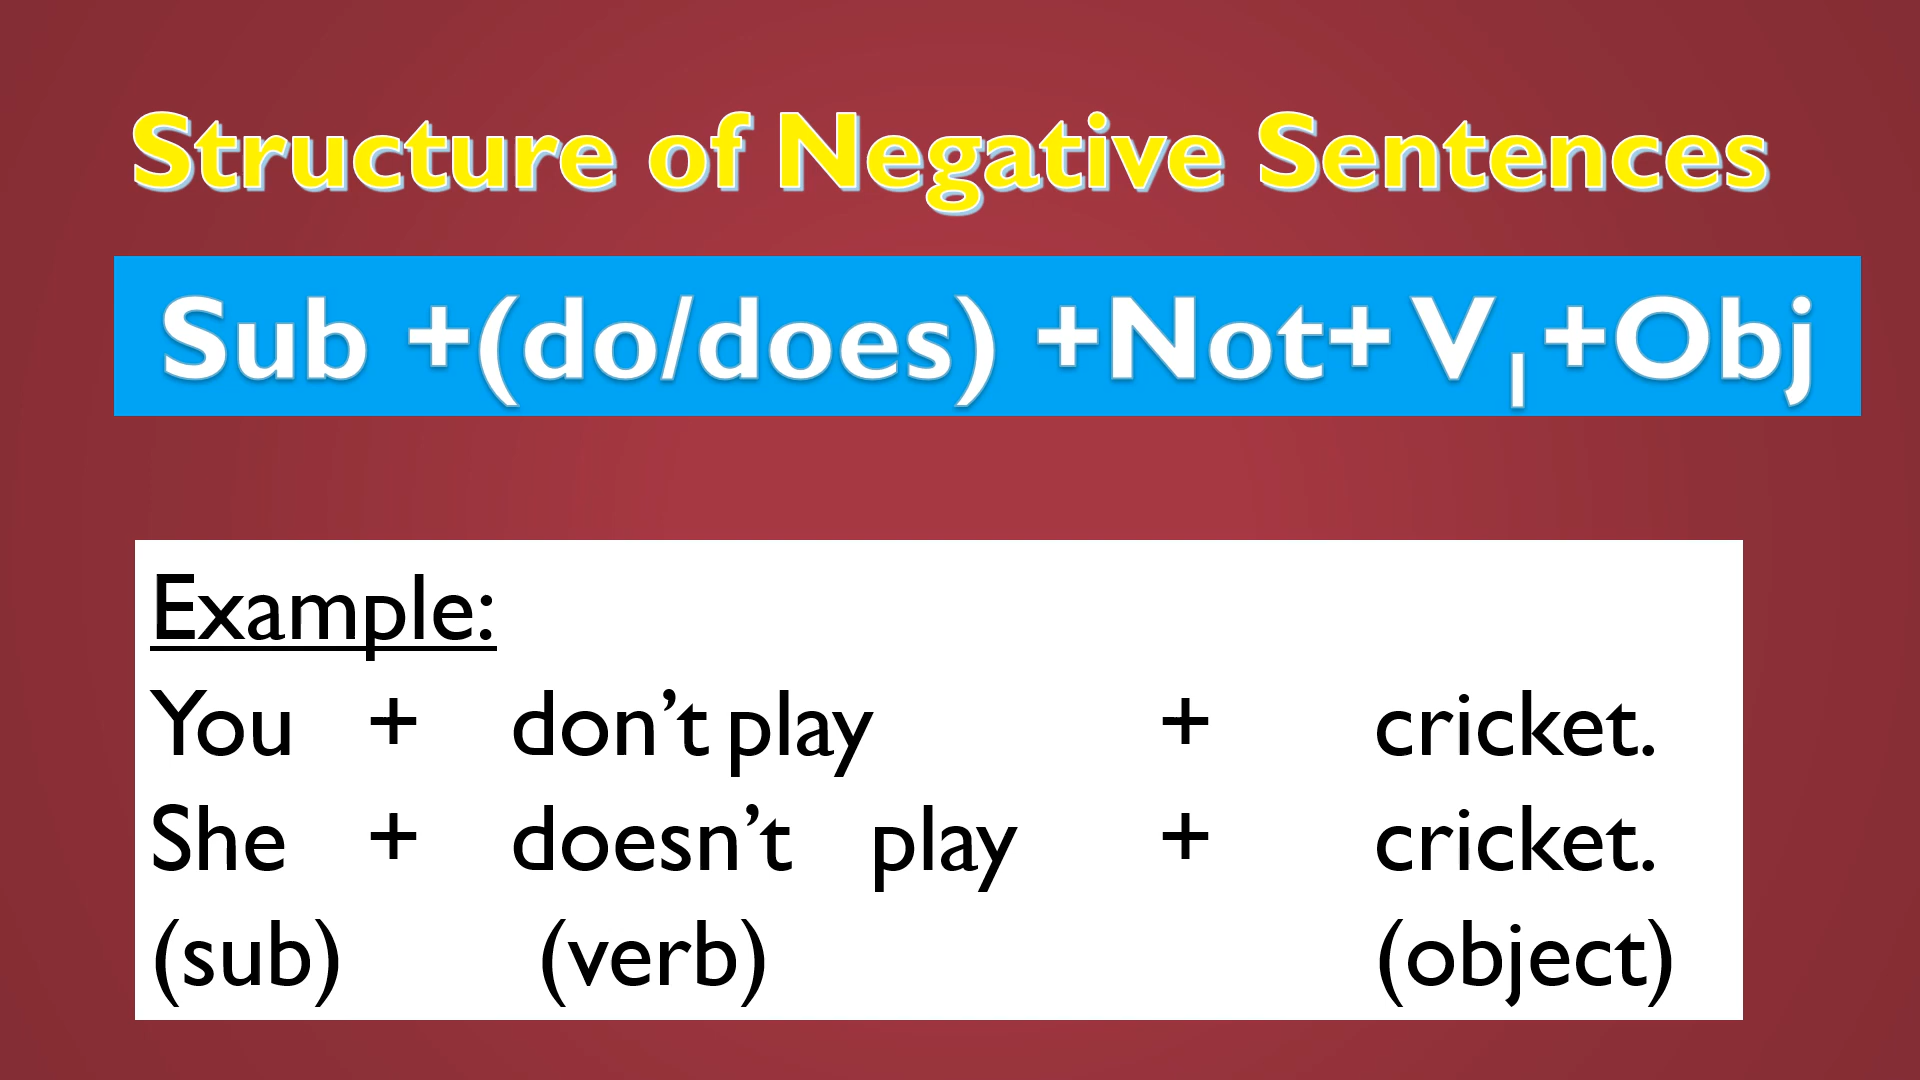 Structure of Negative Sentences
Sub +(do/does) +Not+ V₁ +Obj
Example:
You + don’t play + cricket.
She + doesn’t play + cricket.
(sub) (verb) (object)